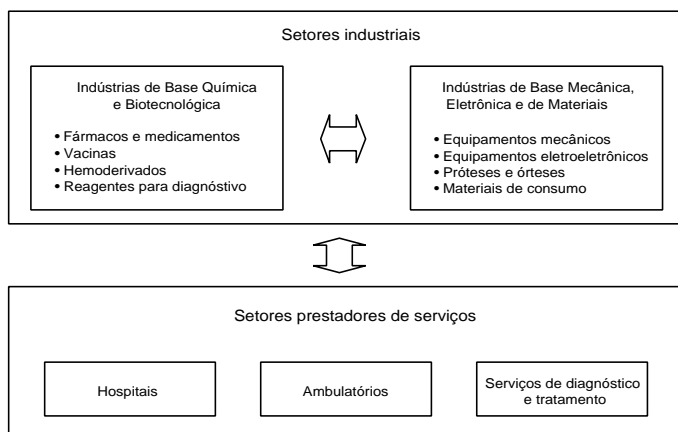 Setores industriais
Indústrias de Base Química
e Biotecnológica
• Fármacos e medicamentos
• Vacinas
• Hemoderivados
• Reagentes para diagnóstivo
Indústrias de Base Mecânica,
Eletrônica e de Materiais
• Equipamentos mecânicos
• Equipamentos eletroeletrônicos
• Próteses e órteses
• Materiais de consumo
Setores prestadores de serviços
Hospitais
Ambulatórios
Serviços de diagnóstico
e tratamento